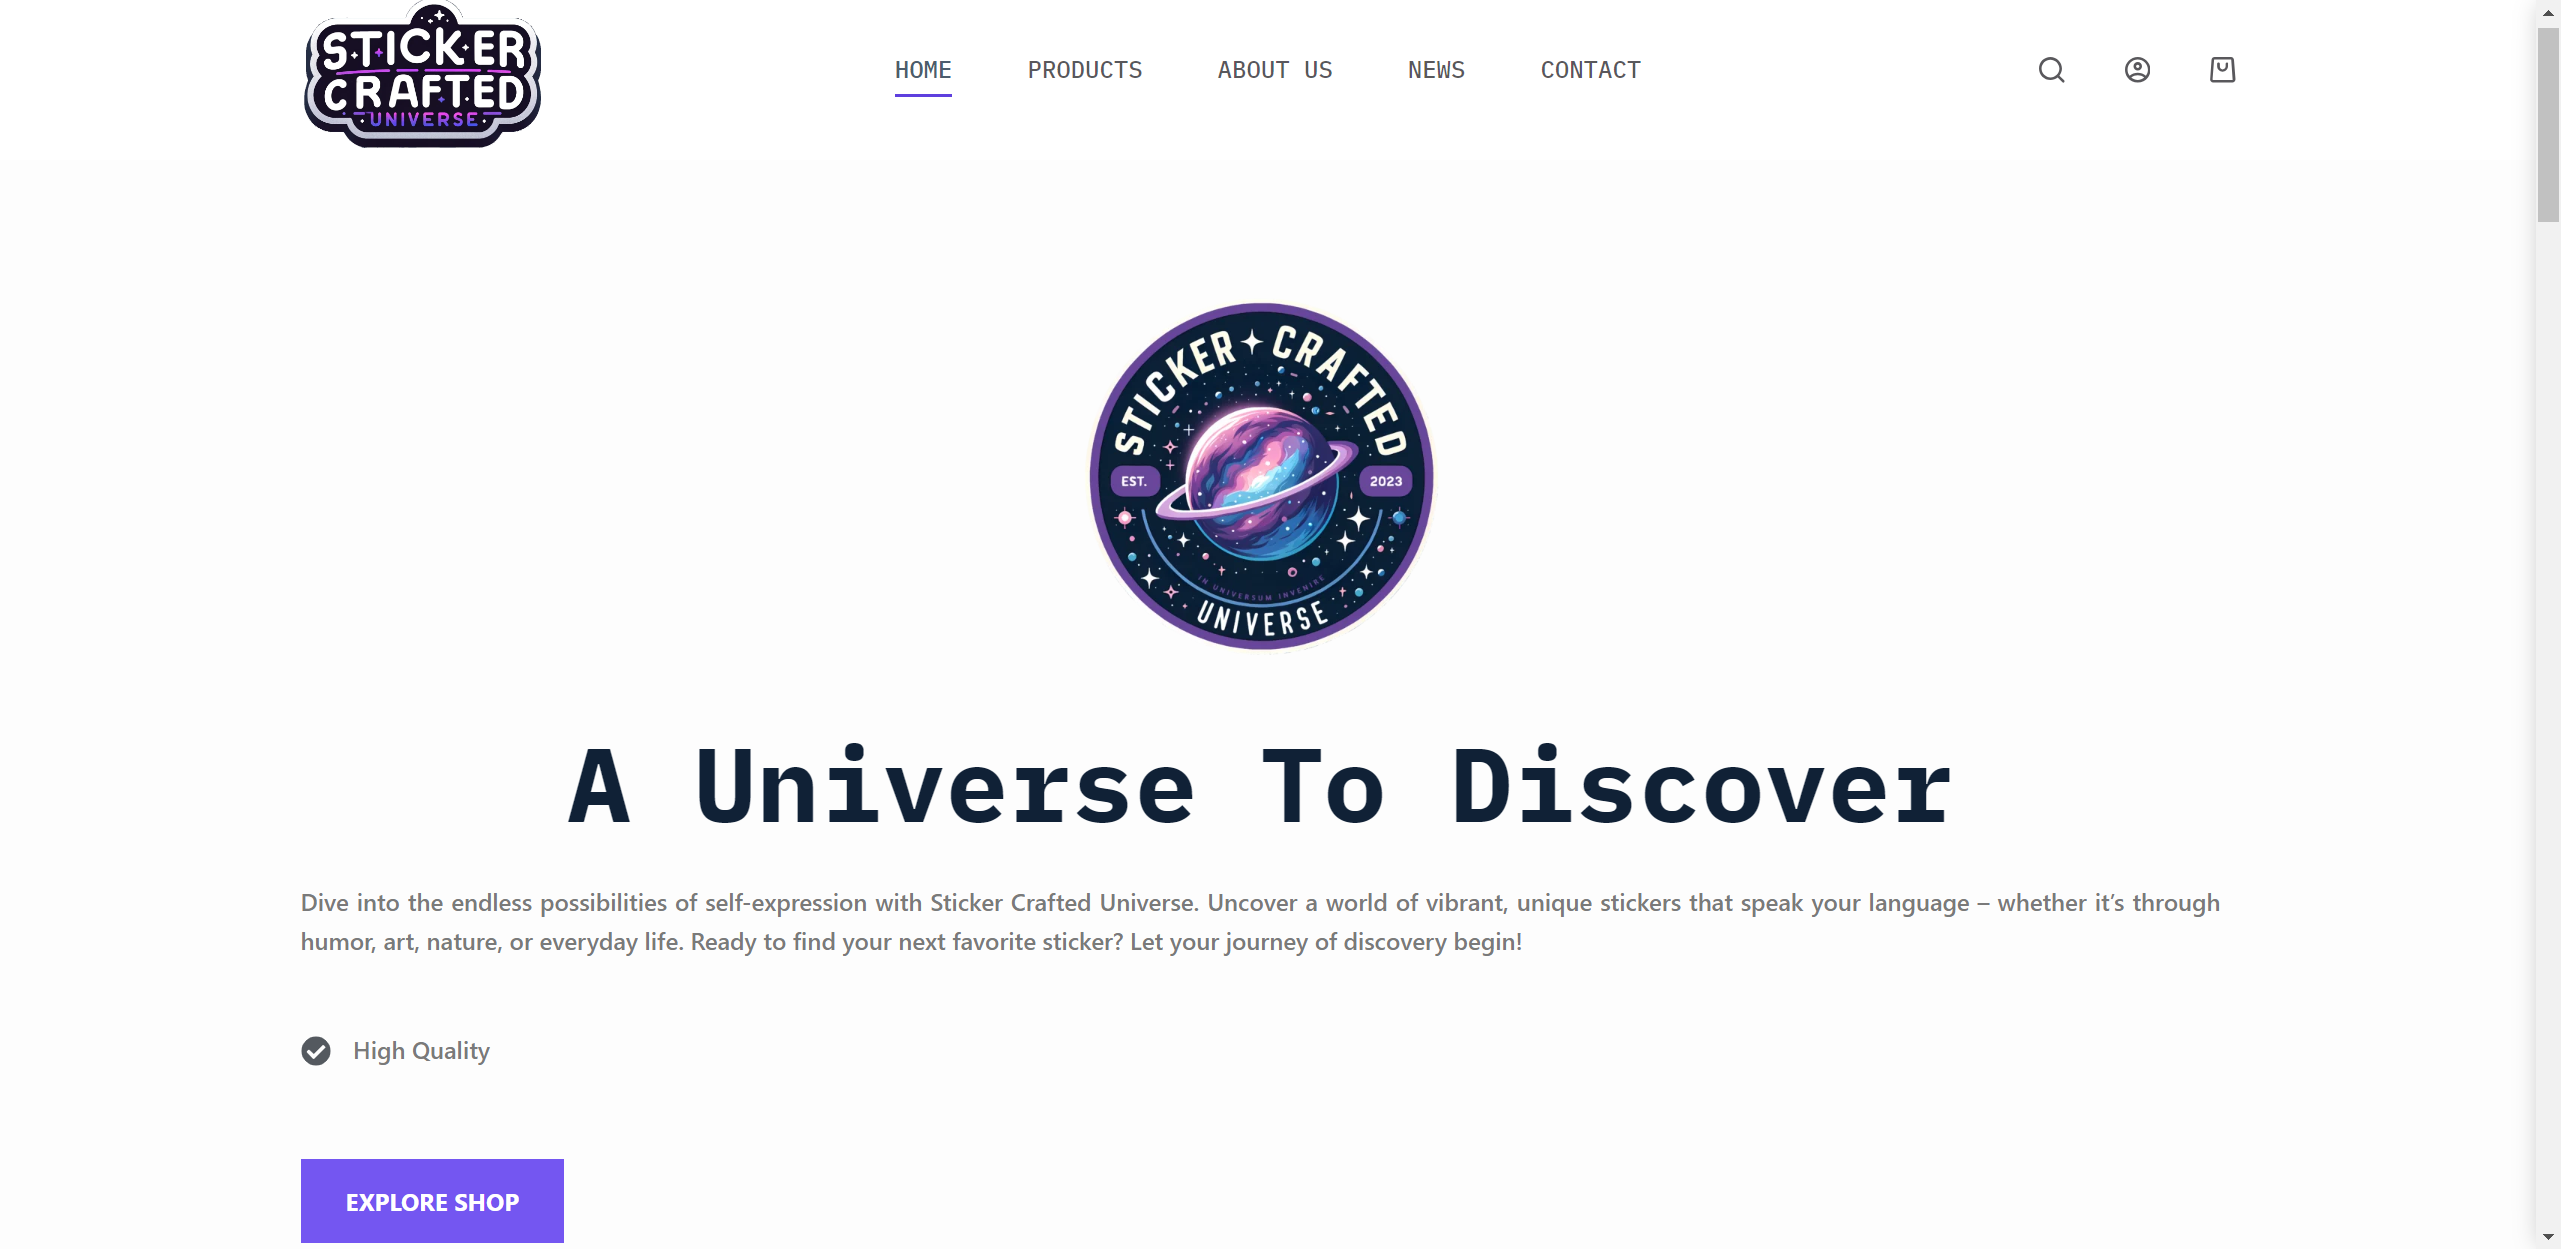 STICKER
CRAFTED
UNIVERSE
HOME
PRODUCTS
ABOUT US
NEWS
CONTACT
STICKER CRAFTED
EST.
2023
IN UNIVERSUM INVENIRE
UNIVERSE
A Universe To Discover
Dive into the endless possibilities of self-expression with Sticker Crafted Universe. Uncover a world of vibrant, unique stickers that speak your language – whether it’s through
humor, art, nature, or everyday life. Ready to find your next favorite sticker? Let your journey of discovery begin!
High Quality
EXPLORE SHOP